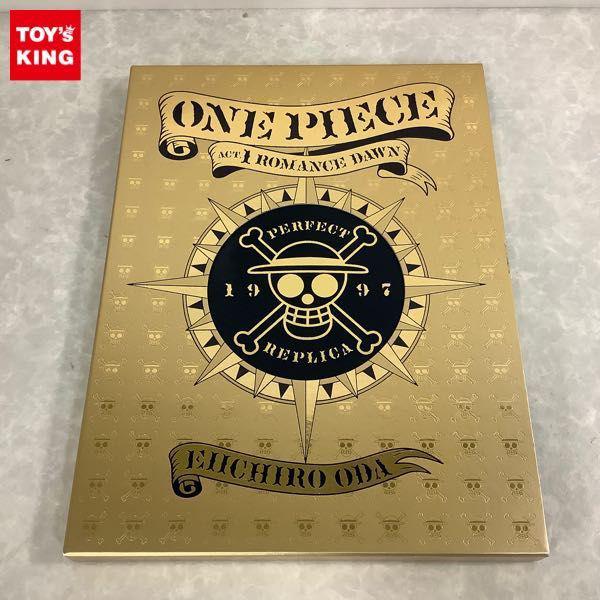 TOY's
KING
ONE PIECE
ACT.1 ROMANCE DAWN
PERFECT
1997
REPLICA
EIICHIRO ODA